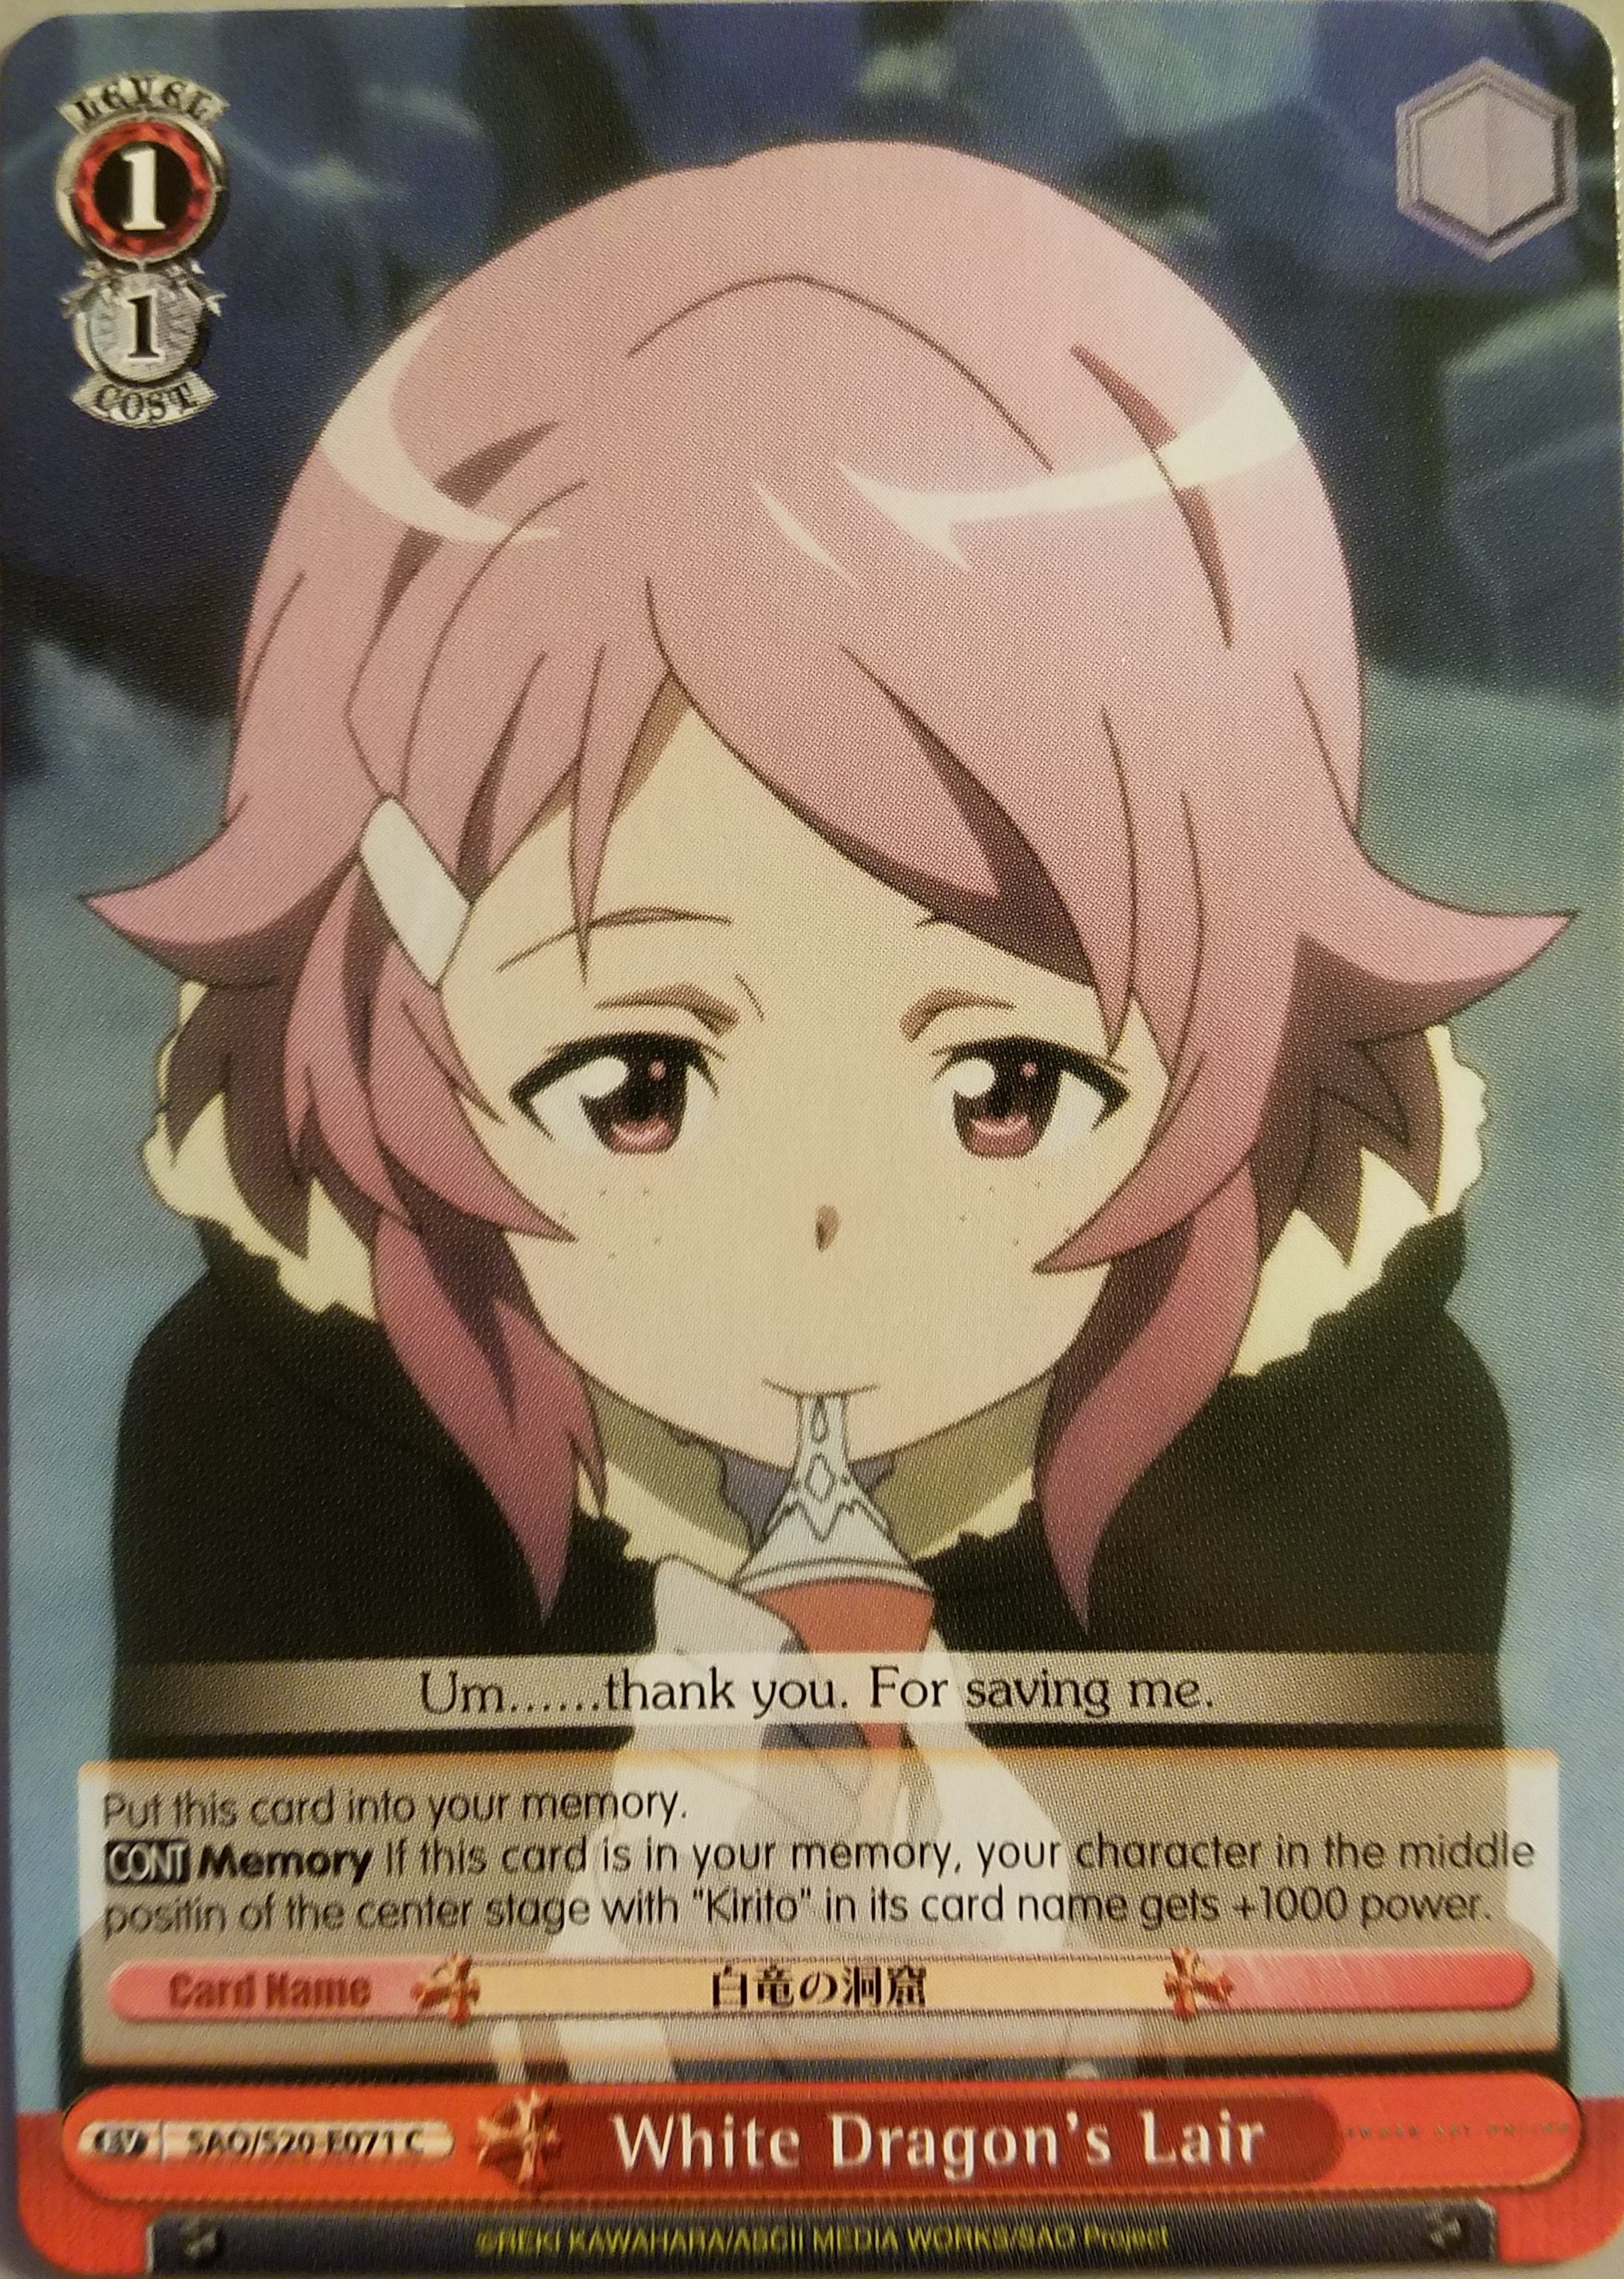 LEVEL
1
1
COST
Um......thank you. For saving me.
Put this card into your memory.
CONT Memory If this card is in your memory, your character in the middle
positin of the center stage with "Kirito" in its card name gets +1000 power.
Card Name 白竜の洞窟
SAO/S20-E071 C White Dragon's Lair
©REKI KAWAHARA/ASCII MEDIA WORKS/SAO Project